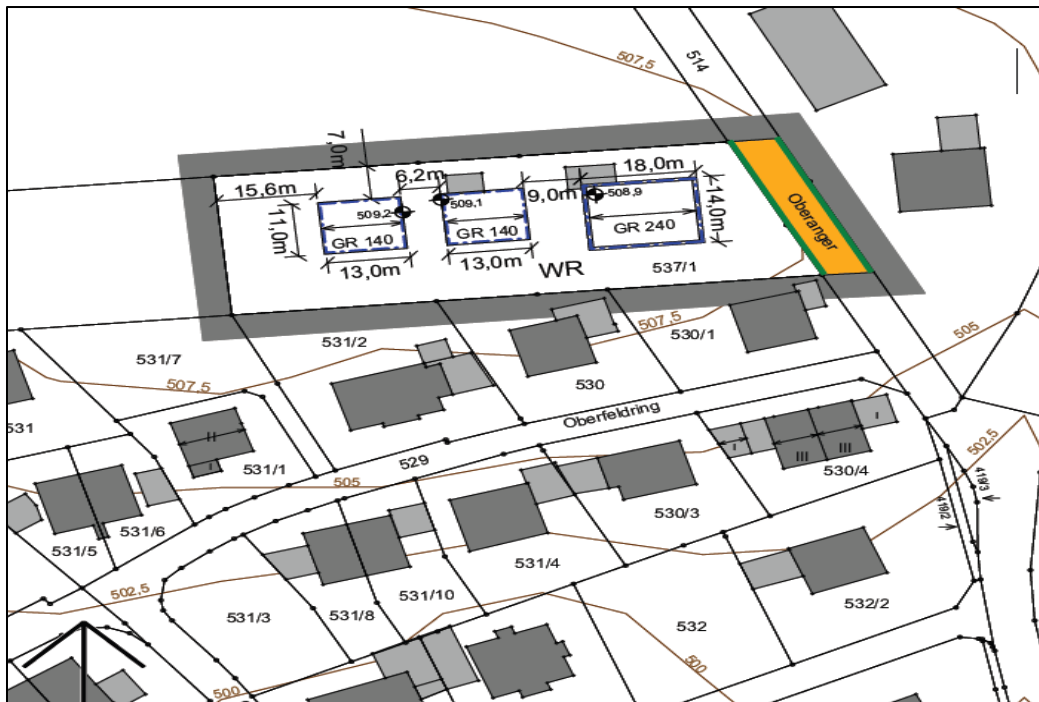 507,5
514
7,0m
15,6m
6,2m
18,0m
9,0m
11,0m
14,0m
509,2
509,1
508,9
GR 140
GR 140
GR 240
13,0m
13,0m
WR
537/1
Oberanger
531/7
531/2
507,5
530/1
505
507,5
530
531
II
I
531/1
Oberfeldring
529
I
III
III
I
530/4
502,5
505
419/3
419/2
531/5
531/6
530/3
502,5
531/4
531/3
531/8
531/10
532
532/2
500
500